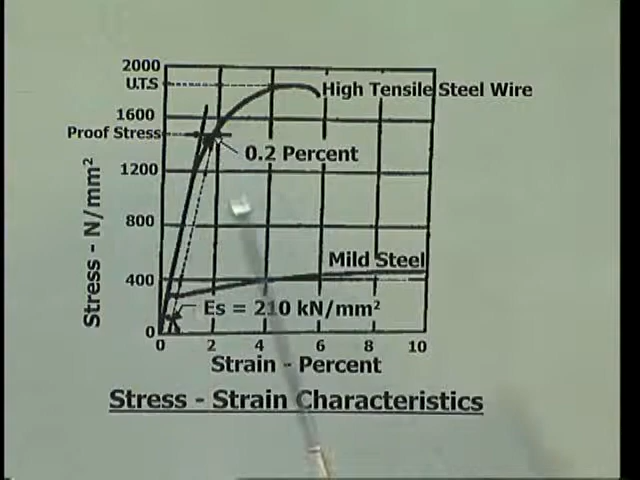 2000
U.T.S
High Tensile Steel Wire
1600
Proof Stress
0.2 Percent
1200
800
Mild Steel
400
Es = 210 kN/mm²
0
0 2 4 6 8 10
Stress - N/mm²
Strain - Percent
Stress - Strain Characteristics